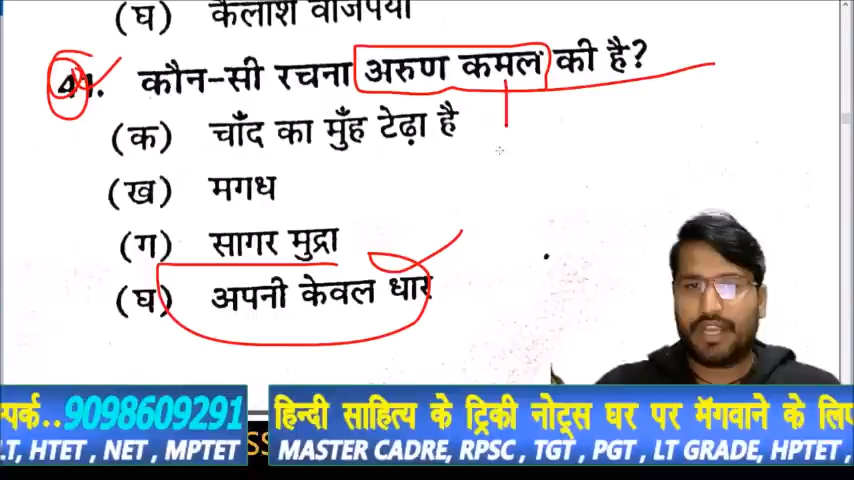 (घ) कैलाश वाजपेयी
41. कौन-सी रचना अरुण कमल की है?
(क) चाँद का मुँह टेढ़ा है
(ख) मगध
(ग) सागर मुद्रा
(घ) अपनी केवल धार
म्पर्क..9098609291
हिन्दी साहित्य के ट्रिकी नोट्स घर पर मॅगवाने के लिए
.T, HTET , NET , MPTET
MASTER CADRE, RPSC , TGT , PGT , LT GRADE, HPTET ,